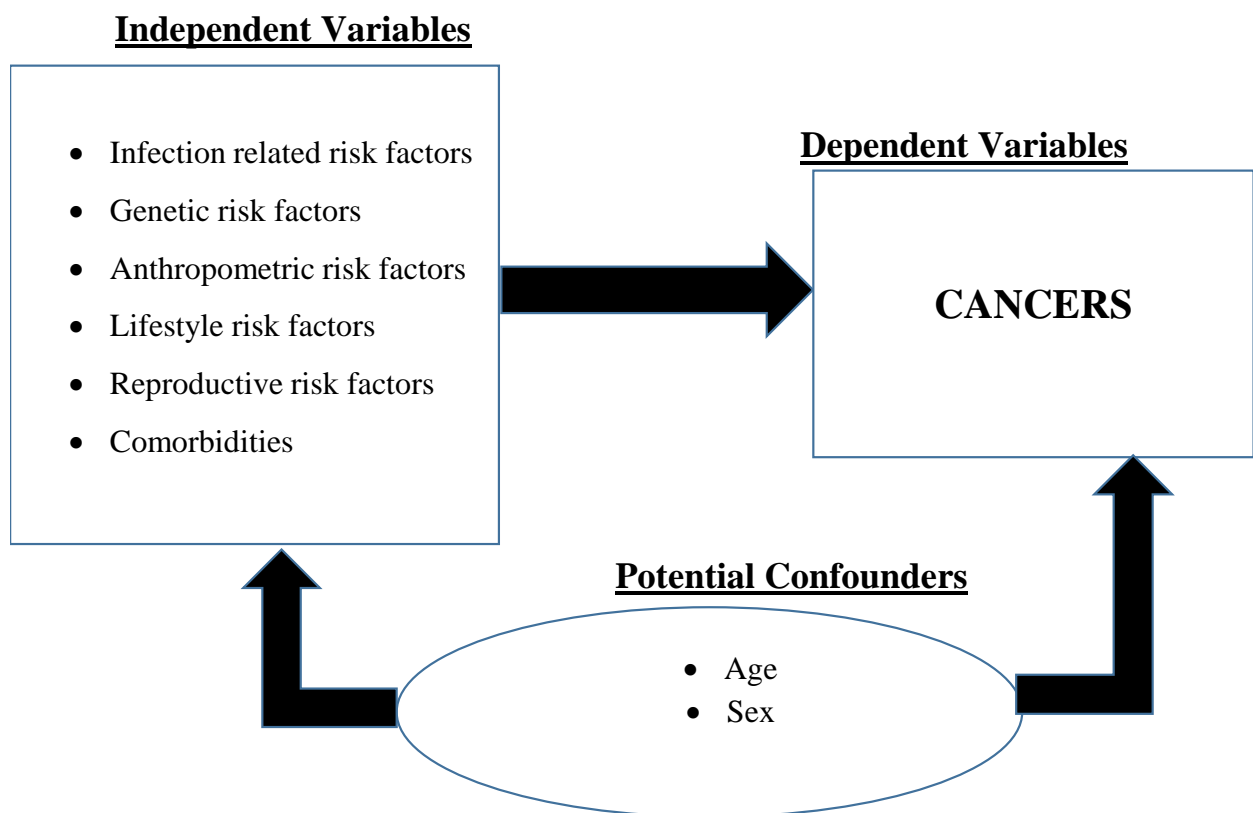 Independent Variables
• Infection related risk factors
• Genetic risk factors
• Anthropometric risk factors
• Lifestyle risk factors
• Reproductive risk factors
• Comorbidities
Dependent Variables
CANCERS
Potential Confounders
• Age
• Sex